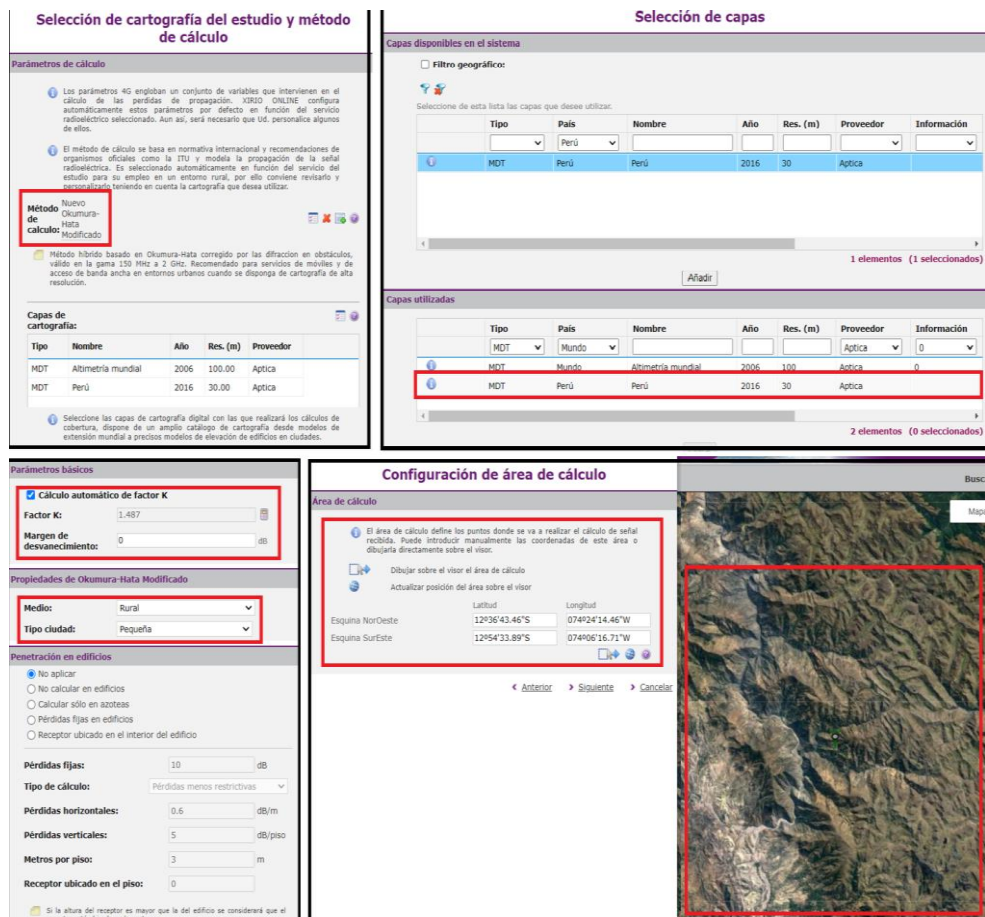 Selección de cartografía del estudio y método
de cálculo
Parámetros de cálculo
Los parámetros 4G engloban un conjunto de variables que intervienen en el
cálculo de las perdidas de propagación. XIRIO ONLINE configura
automáticamente estos parámetros por defecto en función del servicio
radioeléctrico seleccionado. Aun así, será necesario que Ud. personalice algunos
de ellos.
El método de cálculo se basa en normativa internacional y recomendaciones de
organismos oficiales como la ITU y modela la propagación de la señal
radioeléctrica. Es seleccionado automáticamente en función del servicio del
estudio para su empleo en un entorno rural, por ello conviene revisarlo y
personalizarlo teniendo en cuenta la cartografía que desea utilizar.
Método de calculo: Nuevo Okumura-Hata Modificado
Método híbrido basado en Okumura-Hata corregido por las difraccion en obstáculos,
válido en la gama 150 MHz a 2 GHz. Recomendado para servicios de móviles y de
acceso de banda ancha en entornos urbanos cuando se disponga de cartografía de alta
resolución.
Capas de
cartografía:
Tipo Nombre Año Res. (m) Proveedor
MDT Altimetría mundial 2006 100.00 Aptica
MDT Perú 2016 30.00 Aptica
Seleccione las capas de cartografía digital con las que realizará los cálculos de
cobertura, dispone de un amplio catálogo de cartografía desde modelos de
extensión mundial a precisos modelos de elevación de edificios en ciudades.
Selección de capas
Capas disponibles en el sistema
Filtro geográfico:
Seleccione de esta lista las capas que desee utilizar.
Tipo País Nombre Año Res. (m) Proveedor Información
Perú
MDT Perú Perú 2016 30 Aptica
1 elementos (1 seleccionados)
Añadir
Capas utilizadas
Tipo País Nombre Año Res. (m) Proveedor Información
MDT Mundo Aptica 0
MDT Mundo Altimetría mundial 2006 100 Aptica 0
MDT Perú Perú 2016 30 Aptica
2 elementos (0 seleccionados)
Parámetros básicos
Cálculo automático de factor K
Factor K: 1.487
Margen de
desvanecimiento: 0 dB
Propiedades de Okumura-Hata Modificado
Medio: Rural
Tipo ciudad: Pequeña
Penetración en edificios
No aplicar
No calcular en edificios
Calcular sólo en azoteas
Pérdidas fijas en edificios
Receptor ubicado en el interior del edificio
Pérdidas fijas: 10 dB
Tipo de cálculo: Pérdidas menos restrictivas
Pérdidas horizontales: 0.6 dB/m
Pérdidas verticales: 5 dB/piso
Metros por piso: 3 m
Receptor ubicado en el piso: 0
Si la altura del receptor es mayor que la del edificio se considerará que el
Configuración de área de cálculo
Área de cálculo
El área de cálculo define los puntos donde se va a realizar el cálculo de señal
recibida. Puede introducir manualmente las coordenadas de este área o
dibujarla directamente sobre el visor.
Dibujar sobre el visor el área de cálculo
Actualizar posición del área sobre el visor
Latitud Longitud
Esquina NorOeste 12º36'43.46"S 074º24'14.46"W
Esquina SurEste 12º54'33.89"S 074º06'16.71"W
Anterior Siguiente Cancelar
Busca
Mapa